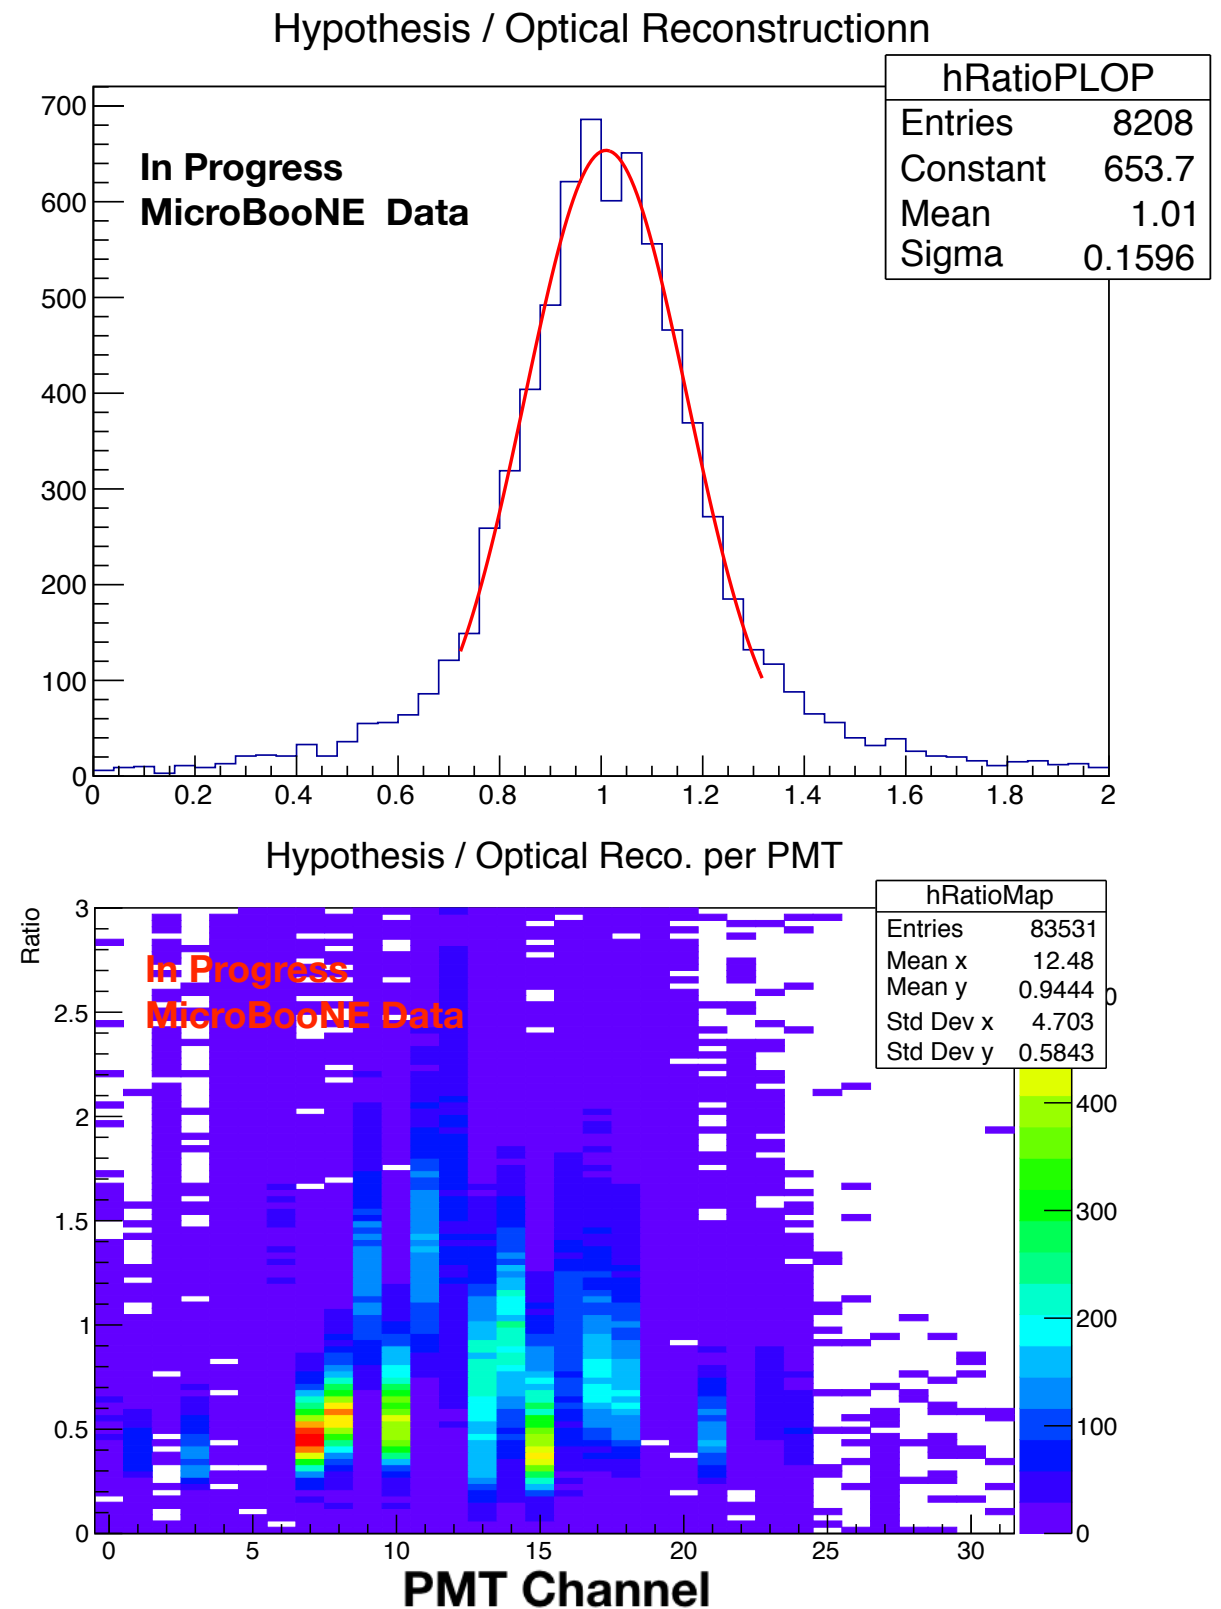 Hypothesis / Optical Reconstructionn
hRatioPLOP
Entries 8208
Constant 653.7
Mean 1.01
Sigma 0.1596
In Progress
MicroBooNE Data
700
600
500
400
300
200
100
0
0 0.2 0.4 0.6 0.8 1 1.2 1.4 1.6 1.8 2
Hypothesis / Optical Reco. per PMT
hRatioMap
Entries 83531
Mean x 12.48
Mean y 0.9444
Std Dev x 4.703
Std Dev y 0.5843
Ratio
In Progress
MicroBooNE Data
3
2.5
2
1.5
1
0.5
0
0
400
300
200
100
0
0 5 10 15 20 25 30
PMT Channel